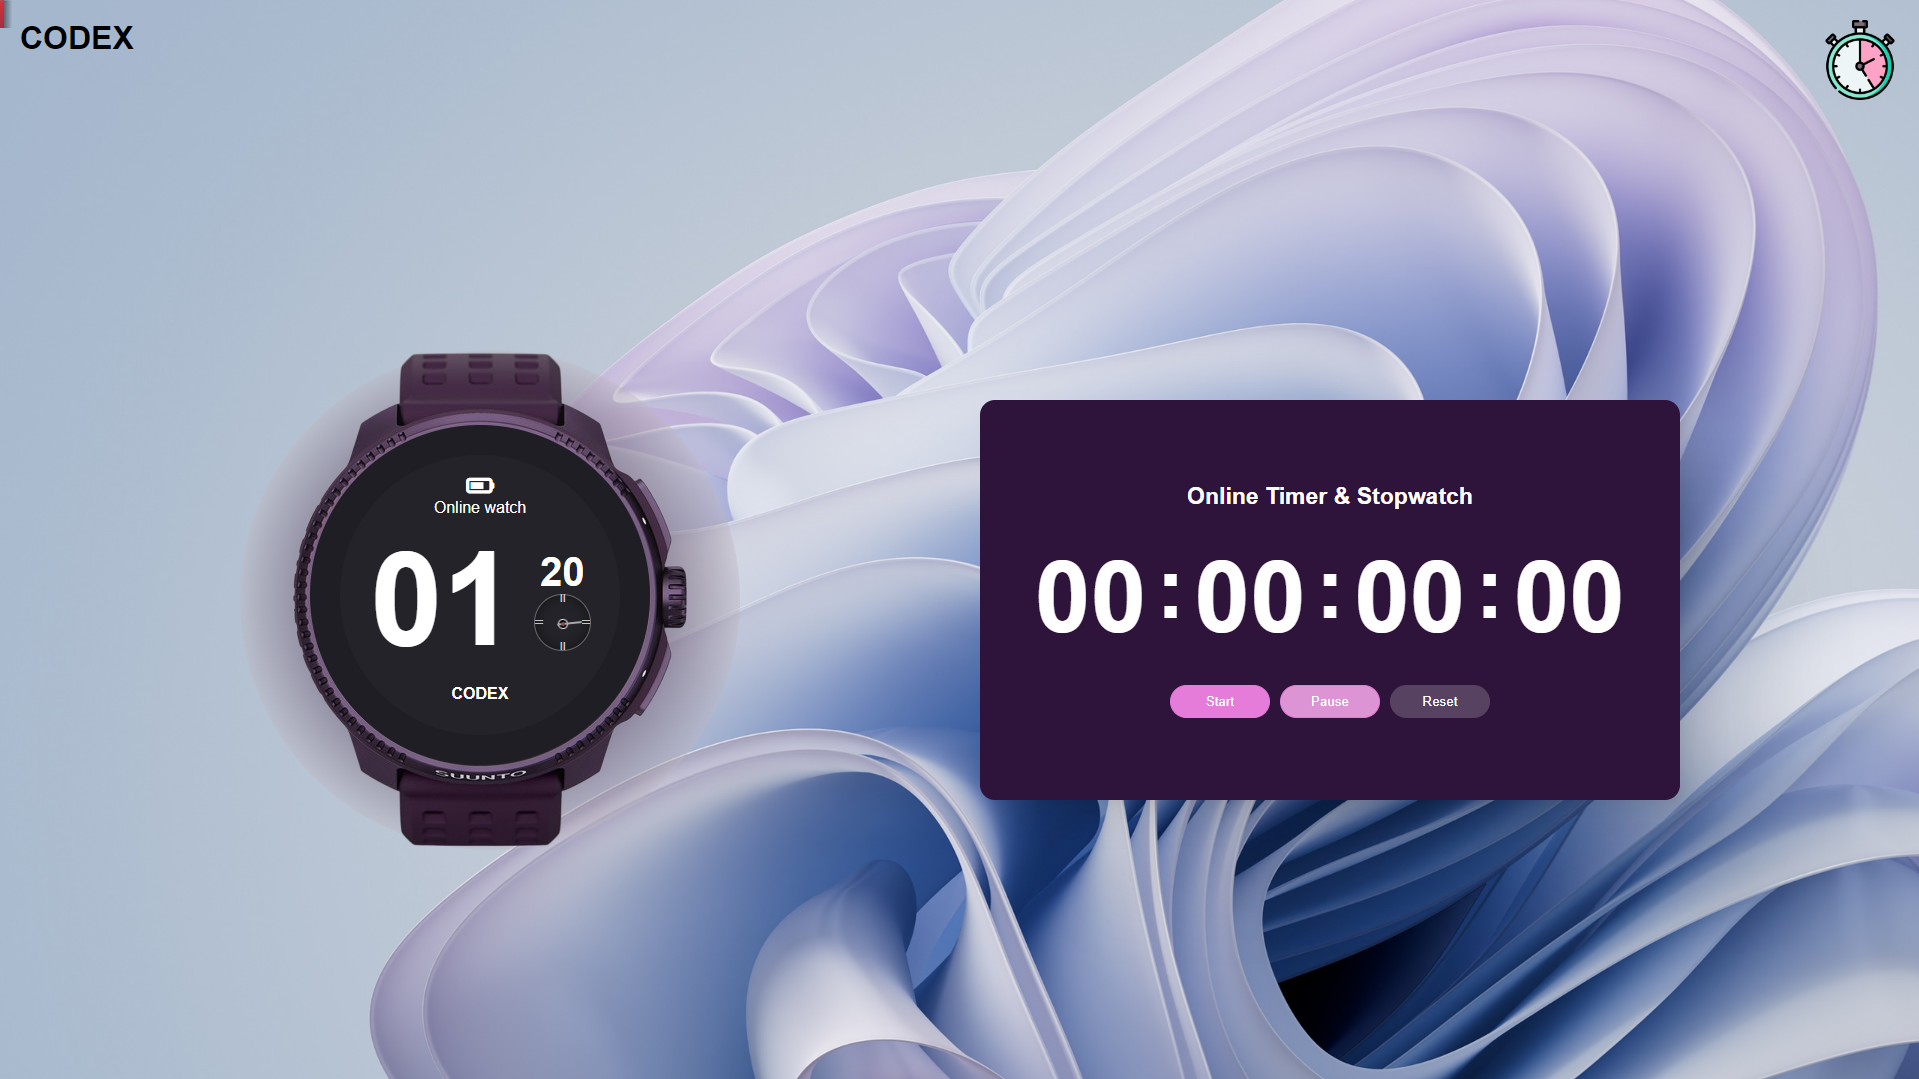 CODEX
Online watch
01
20
CODEX
SUUNTO
Online Timer & Stopwatch
00:00:00:00
Start
Pause
Reset